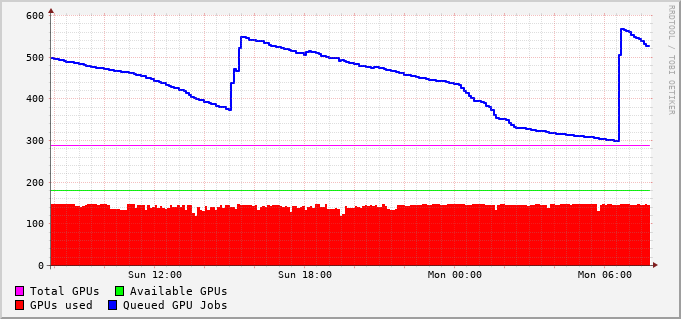 600
500
400
300
200
100
0
Sun 12:00 Sun 18:00 Mon 00:00 Mon 06:00
Total GPUs Available GPUs
GPUs used Queued GPU Jobs
RRDTOOL / TOBI OETIKER